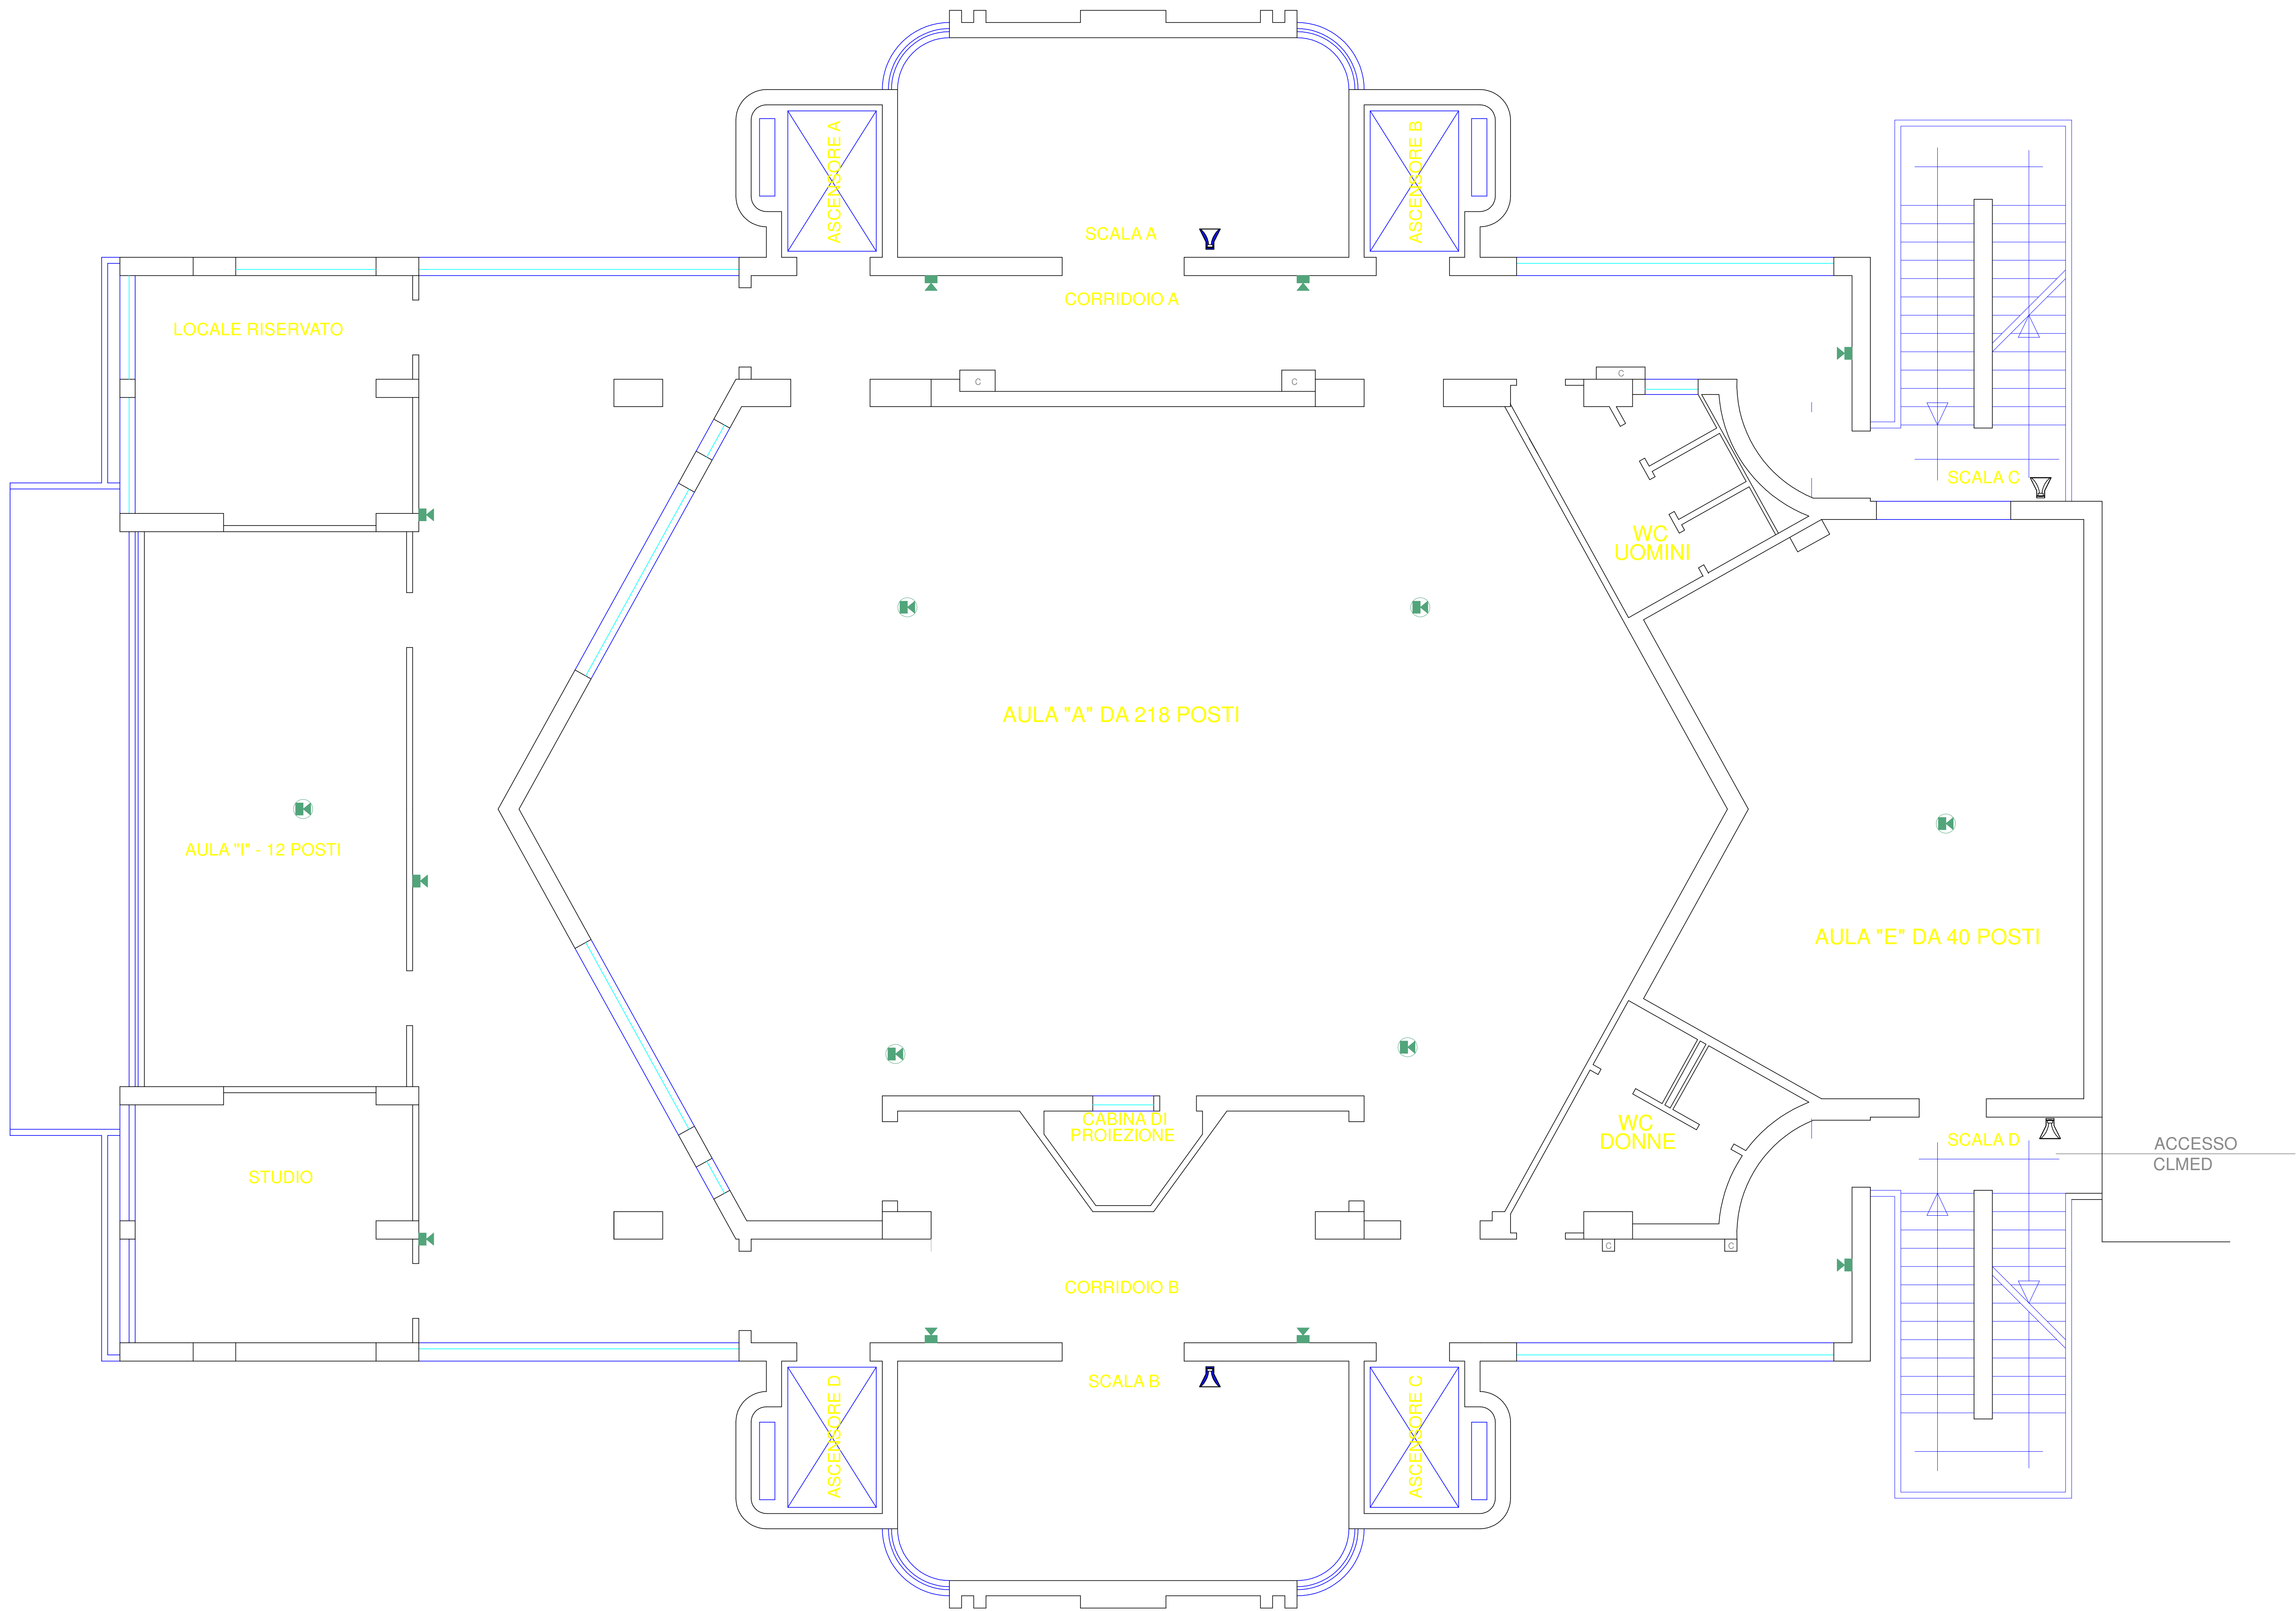 ASCENSORE A
ASCENSORE B
SCALA A
CORRIDOIO A
LOCALE RISERVATO
C
C
C
SCALA C
WC
UOMINI
AULA "A" DA 218 POSTI
AULA "I" - 12 POSTI
AULA "E" DA 40 POSTI
CABINA DI
PROIEZIONE
WC
DONNE
SCALA D
ACCESSO
CLMED
STUDIO
C
C
CORRIDOIO B
SCALA B
ASCENSORE D
ASCENSORE C